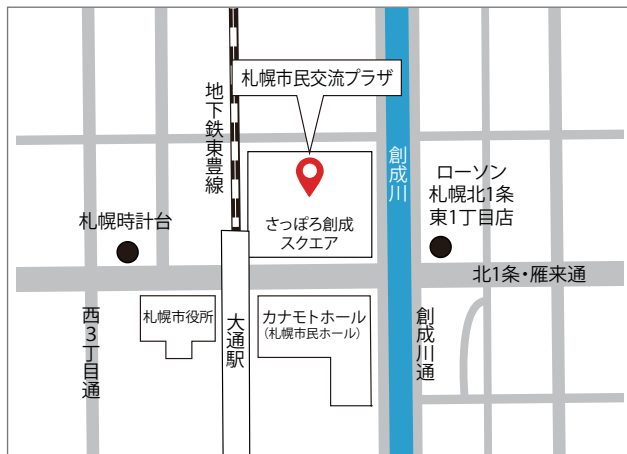 札幌市民交流プラザ
地下鉄東豊線
創成川
ローソン
札幌北1条
東1丁目店
さっぽろ創成
スクエア
札幌時計台
北1条・雁来通
西3丁目通
札幌市役所
大通駅
カナモトホール
(札幌市民ホール)
創成川通